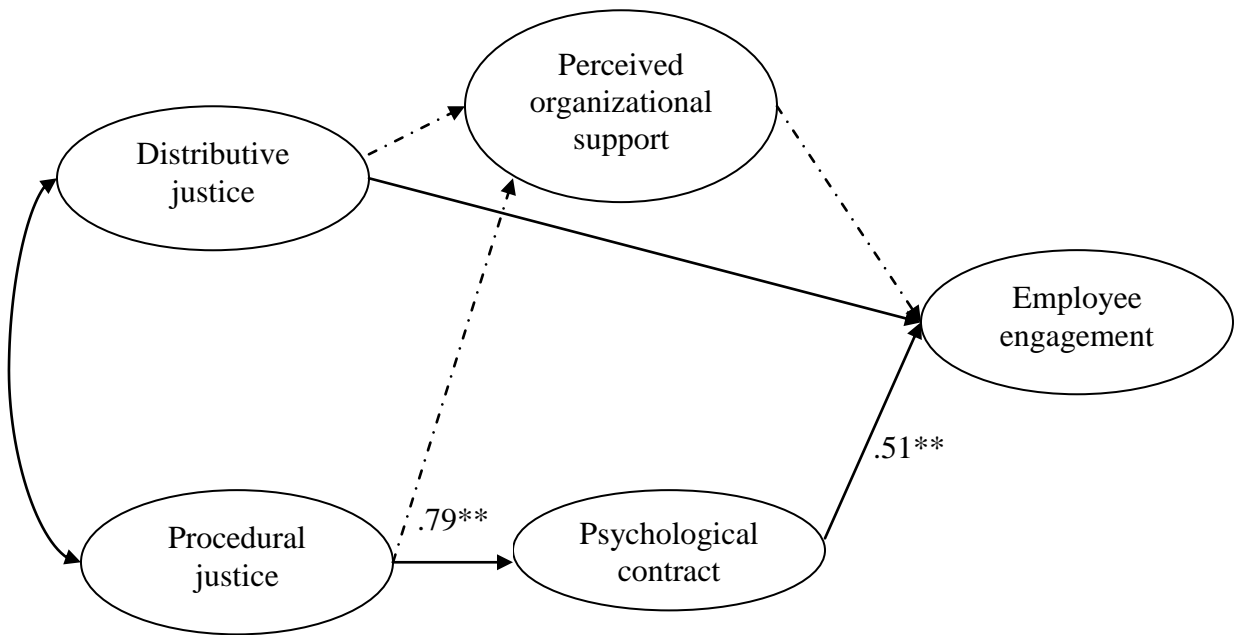 Perceived
organizational
support
Distributive
justice
Employee
engagement
.51**
.79**
Procedural
justice
Psychological
contract